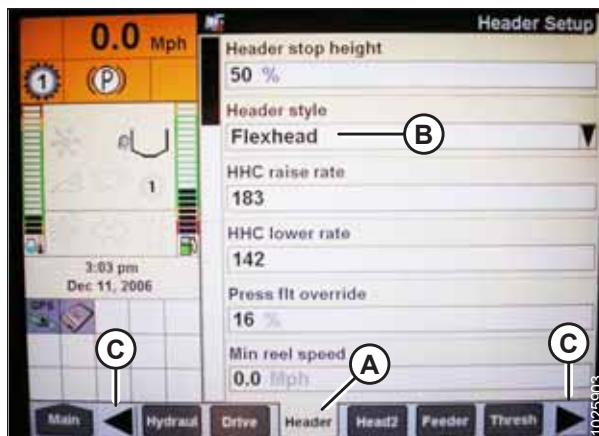 0.0 Mph
Header Setup
Header stop height
50 %
Header style
1
P
Flexhead
B
HHC raise rate
183
1
HHC lower rate
142
3:03 pm
Dec 11, 2006
Press flt override
16 %
GPS
Min reel speed
0.0 Mph
C
A
C
Main
Hydraul
Drive
Header
Head2
Feeder
Thresh
1025903